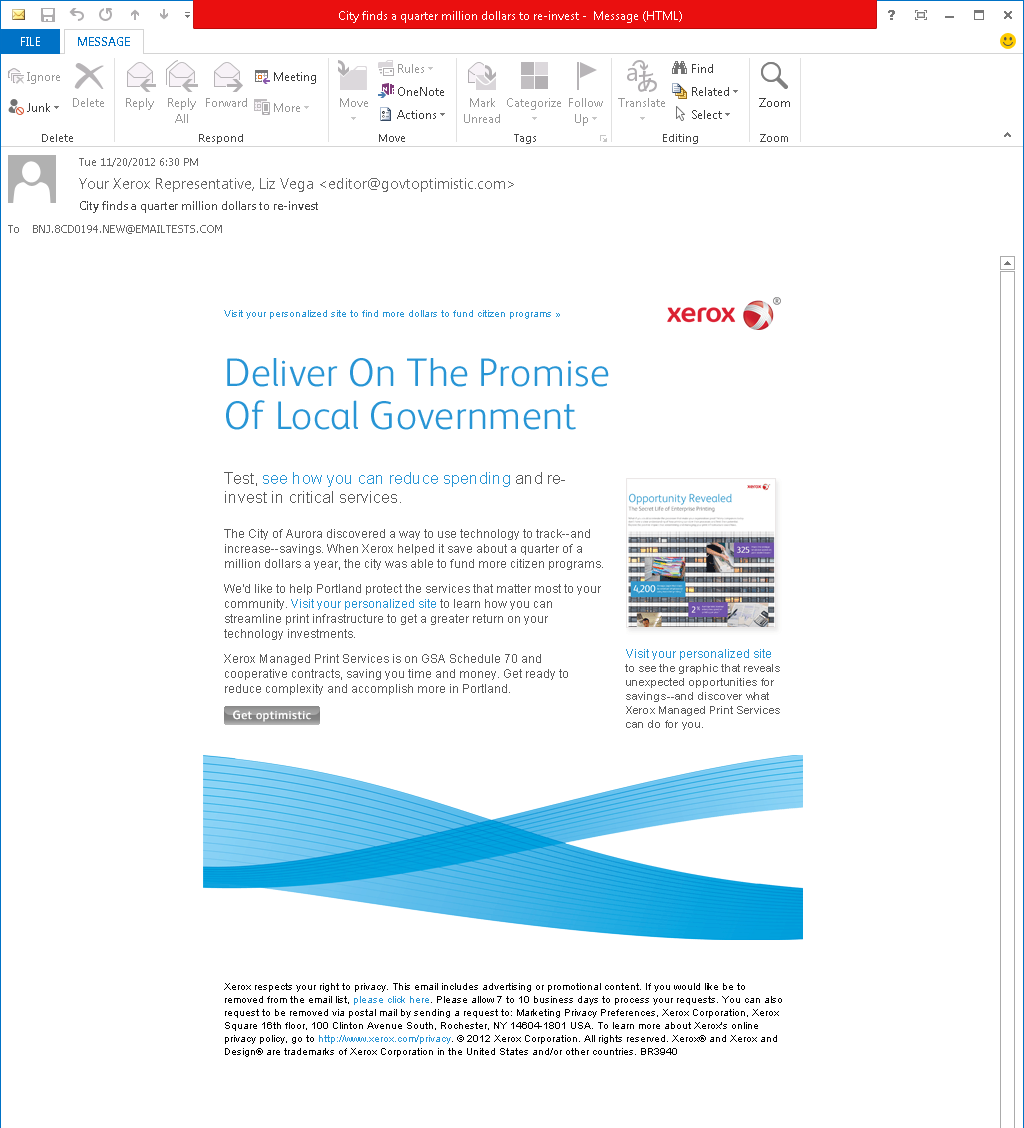 City finds a quarter million dollars to re-invest - Message (HTML)
?
FILE
MESSAGE
Ignore
Junk
Delete
Delete
Reply
Reply All
Forward
Meeting
More
Respond
Move
Rules
OneNote
Actions
Move
Mark Unread
Categorize
Follow Up
Tags
Translate
Find
Related
Select
Editing
Zoom
Zoom
Tue 11/20/2012 6:30 PM
Your Xerox Representative, Liz Vega <editor@govtoptimistic.com>
City finds a quarter million dollars to re-invest
To BNJ.8CD0194.NEW@EMAILTESTS.COM
Visit your personalized site to find more dollars to fund citizen programs »
xerox ®
Deliver On The Promise
Of Local Government
Test, see how you can reduce spending and re-
invest in critical services.
The City of Aurora discovered a way to use technology to track--and
increase--savings. When Xerox helped it save about a quarter of a
million dollars a year, the city was able to fund more citizen programs.
We'd like to help Portland protect the services that matter most to your
community. Visit your personalized site to learn how you can
streamline print infrastructure to get a greater return on your
technology investments.
Xerox Managed Print Services is on GSA Schedule 70 and
cooperative contracts, saving you time and money. Get ready to
reduce complexity and accomplish more in Portland.
Get optimistic
xerox
Opportunity Revealed
The Secret Life of Enterprise Printing
325
4,200
2%
Visit your personalized site
to see the graphic that reveals
unexpected opportunities for
savings--and discover what
Xerox Managed Print Services
can do for you.
Xerox respects your right to privacy. This email includes advertising or promotional content. If you would like be to
removed from the email list, please click here. Please allow 7 to 10 business days to process your requests. You can also
request to be removed via postal mail by sending a request to: Marketing Privacy Preferences, Xerox Corporation, Xerox
Square 16th floor, 100 Clinton Avenue South, Rochester, NY 14604-1801 USA. To learn more about Xerox's online
privacy policy, go to http://www.xerox.com/privacy. © 2012 Xerox Corporation. All rights reserved. Xerox® and Xerox and
Design® are trademarks of Xerox Corporation in the United States and/or other countries. BR3940